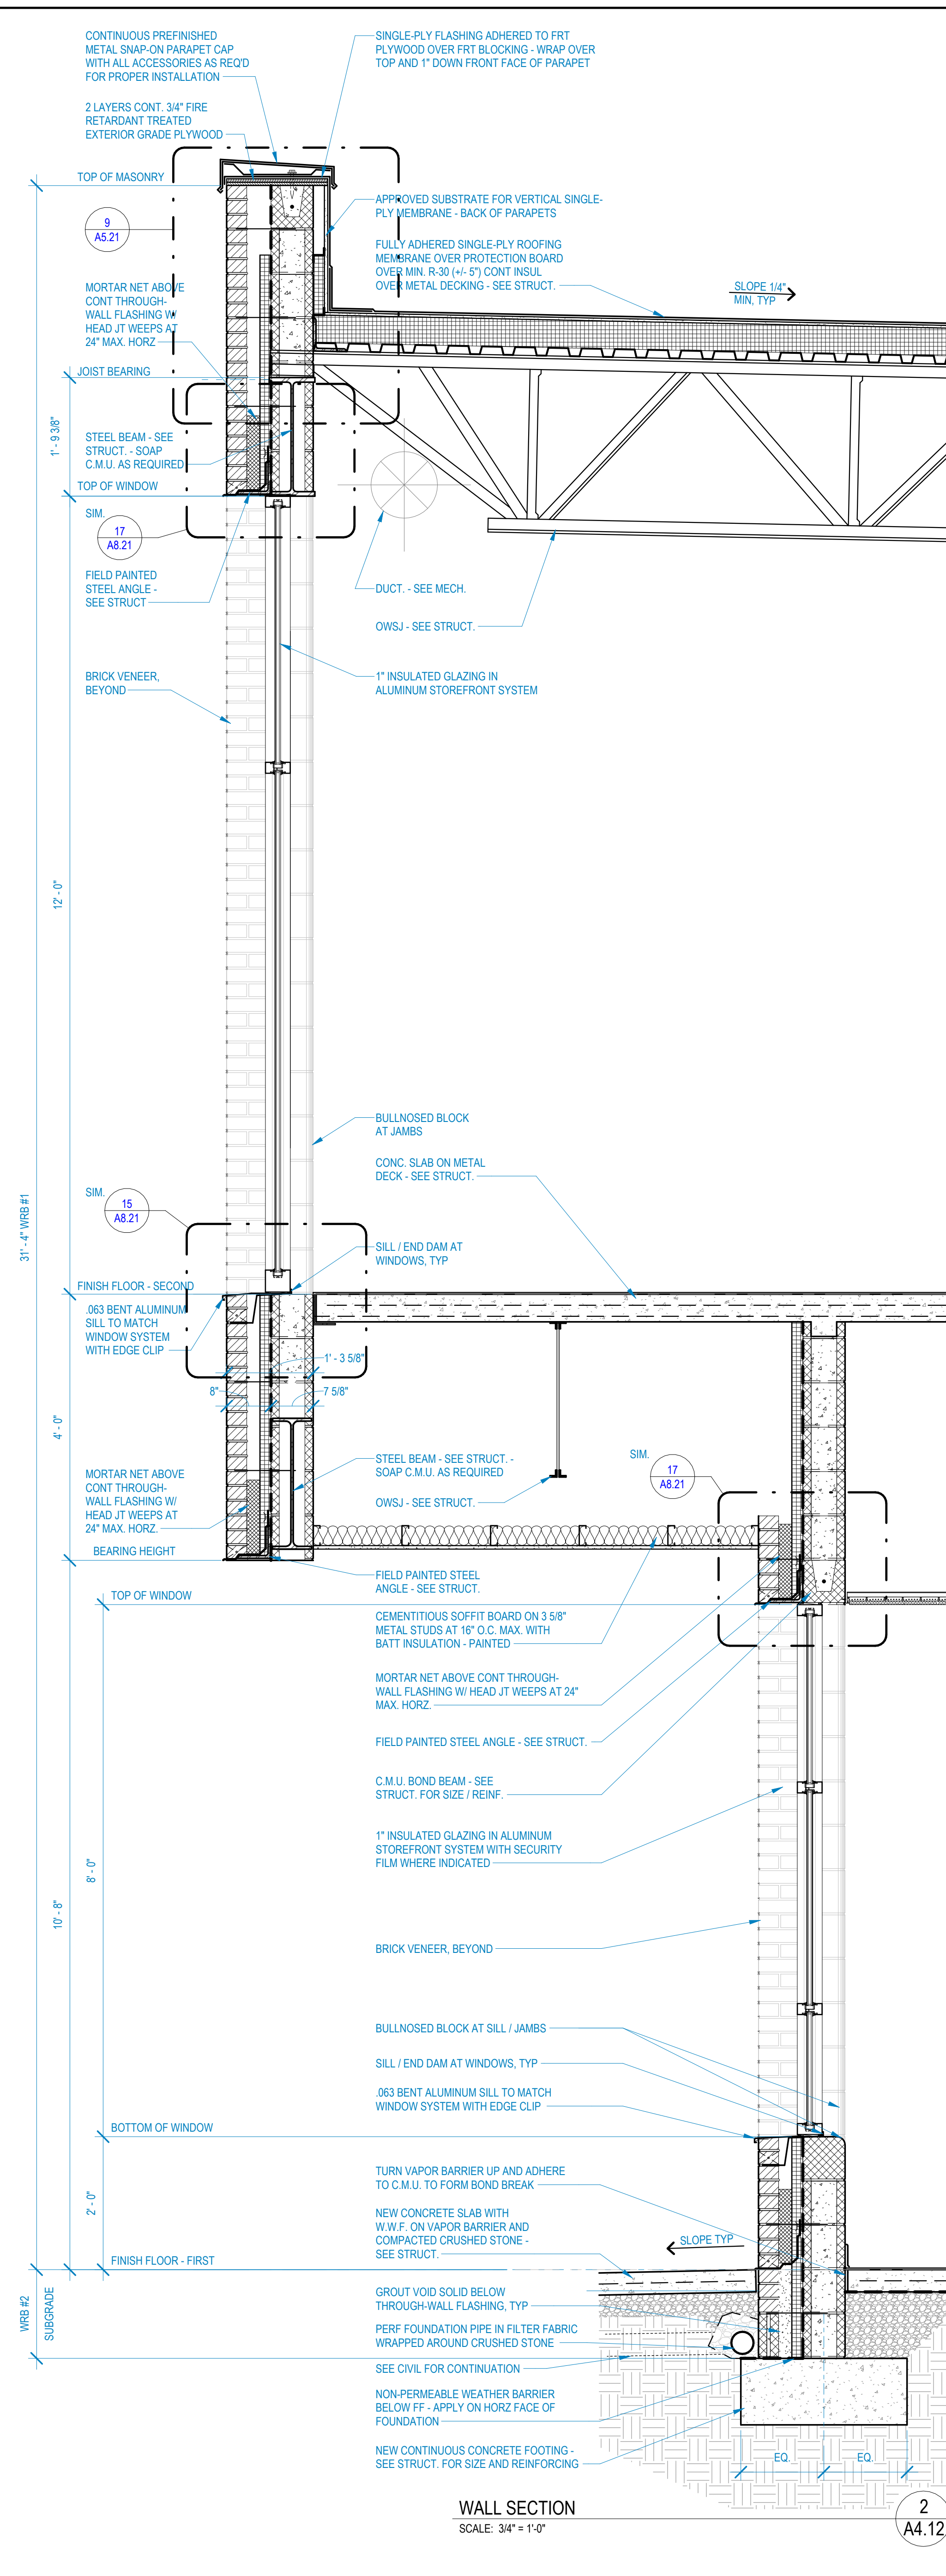 CONTINUOUS PREFINISHED
METAL SNAP-ON PARAPET CAP
WITH ALL ACCESSORIES AS REQ'D
FOR PROPER INSTALLATION
SINGLE-PLY FLASHING ADHERED TO FRT
PLYWOOD OVER FRT BLOCKING - WRAP OVER
TOP AND 1" DOWN FRONT FACE OF PARAPET
2 LAYERS CONT. 3/4" FIRE
RETARDANT TREATED
EXTERIOR GRADE PLYWOOD
TOP OF MASONRY
9
A5.21
APPROVED SUBSTRATE FOR VERTICAL SINGLE-
PLY MEMBRANE - BACK OF PARAPETS
FULLY ADHERED SINGLE-PLY ROOFING
MEMBRANE OVER PROTECTION BOARD
OVER MIN. R-30 (+/- 5") CONT INSUL
OVER METAL DECKING - SEE STRUCT.
SLOPE 1/4"
MIN, TYP
MORTAR NET ABOVE
CONT THROUGH-
WALL FLASHING W/
HEAD JT WEEPS AT
24" MAX. HORZ
JOIST BEARING
1' - 9 3/8"
STEEL BEAM - SEE
STRUCT. - SOAP
C.M.U. AS REQUIRED
TOP OF WINDOW
SIM.
17
A8.21
FIELD PAINTED
STEEL ANGLE -
SEE STRUCT
DUCT. - SEE MECH.
OWSJ - SEE STRUCT.
BRICK VENEER,
BEYOND
1" INSULATED GLAZING IN
ALUMINUM STOREFRONT SYSTEM
12' - 0"
BULLNOSED BLOCK
AT JAMBS
CONC. SLAB ON METAL
DECK - SEE STRUCT.
31' - 4" WRB #1
SIM.
15
A8.21
SILL / END DAM AT
WINDOWS, TYP
FINISH FLOOR - SECOND
.063 BENT ALUMINUM
SILL TO MATCH
WINDOW SYSTEM
WITH EDGE CLIP
1' - 3 5/8"
8"
7 5/8"
4' - 0"
STEEL BEAM - SEE STRUCT. -
SOAP C.M.U. AS REQUIRED
OWSJ - SEE STRUCT.
SIM.
17
A8.21
MORTAR NET ABOVE
CONT THROUGH-
WALL FLASHING W/
HEAD JT WEEPS AT
24" MAX. HORZ.
BEARING HEIGHT
FIELD PAINTED STEEL
ANGLE - SEE STRUCT.
TOP OF WINDOW
CEMENTITIOUS SOFFIT BOARD ON 3 5/8"
METAL STUDS AT 16" O.C. MAX. WITH
BATT INSULATION - PAINTED
MORTAR NET ABOVE CONT THROUGH-
WALL FLASHING W/ HEAD JT WEEPS AT 24"
MAX. HORZ.
FIELD PAINTED STEEL ANGLE - SEE STRUCT.
C.M.U. BOND BEAM - SEE
STRUCT. FOR SIZE / REINF.
1" INSULATED GLAZING IN ALUMINUM
STOREFRONT SYSTEM WITH SECURITY
FILM WHERE INDICATED
8' - 0"
10' - 8"
BRICK VENEER, BEYOND
BULLNOSED BLOCK AT SILL / JAMBS
SILL / END DAM AT WINDOWS, TYP
.063 BENT ALUMINUM SILL TO MATCH
WINDOW SYSTEM WITH EDGE CLIP
BOTTOM OF WINDOW
TURN VAPOR BARRIER UP AND ADHERE
TO C.M.U. TO FORM BOND BREAK
2' - 0"
NEW CONCRETE SLAB WITH
W.W.F. ON VAPOR BARRIER AND
COMPACTED CRUSHED STONE -
SEE STRUCT.
SLOPE TYP
FINISH FLOOR - FIRST
WRB #2
SUBGRADE
GROUT VOID SOLID BELOW
THROUGH-WALL FLASHING, TYP
PERF FOUNDATION PIPE IN FILTER FABRIC
WRAPPED AROUND CRUSHED STONE
SEE CIVIL FOR CONTINUATION
NON-PERMEABLE WEATHER BARRIER
BELOW FF - APPLY ON HORZ FACE OF
FOUNDATION
NEW CONTINUOUS CONCRETE FOOTING -
SEE STRUCT. FOR SIZE AND REINFORCING
EQ.
EQ.
WALL SECTION
SCALE: 3/4" = 1'-0"
2
A4.12